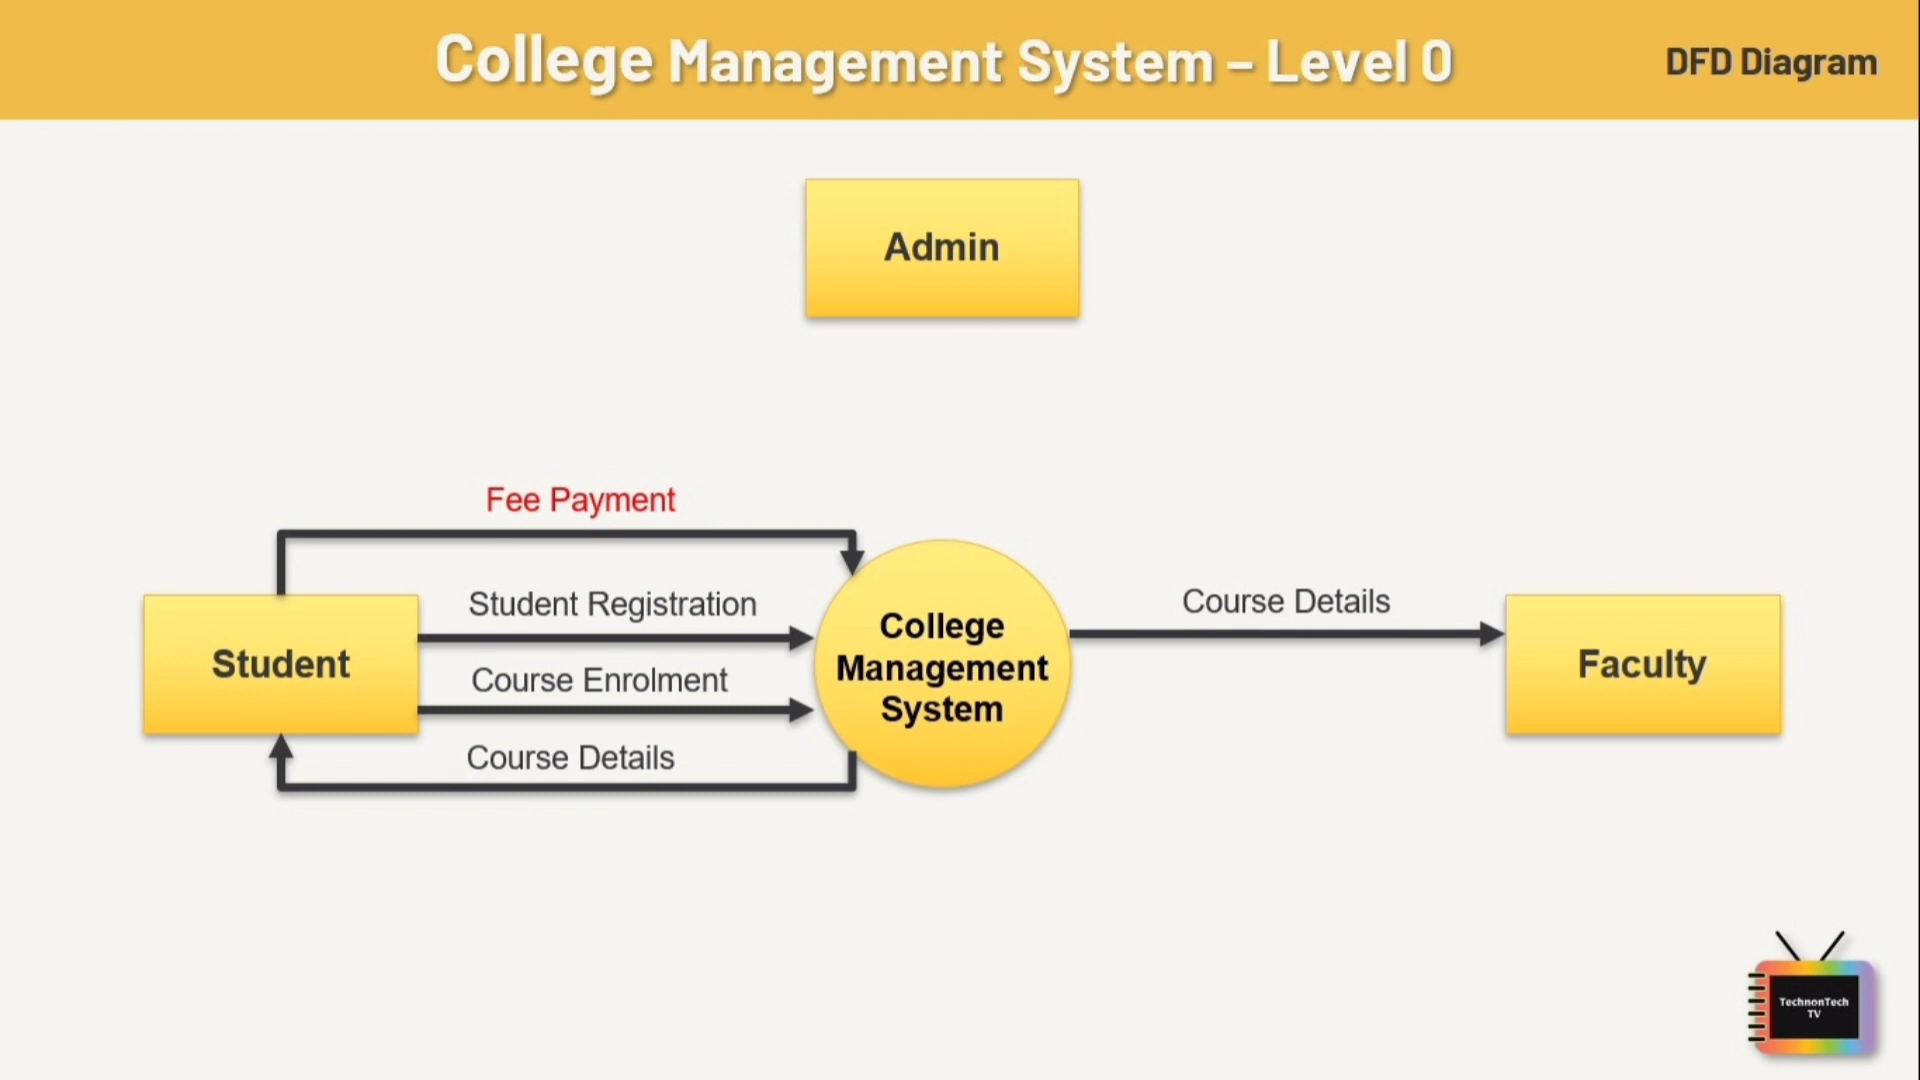 College Management System – Level 0
DFD Diagram
Admin
Fee Payment
Student Registration
Course Details
College
Management
System
Student
Faculty
Course Enrolment
Course Details
TechnonTech
TV